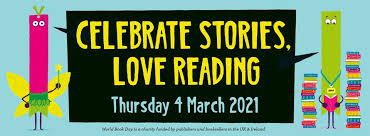 CELEBRATE STORIES,
LOVE READING
Thursday 4 March 2021
World Book Day is a charity funded by publishers and booksellers in the UK & Ireland